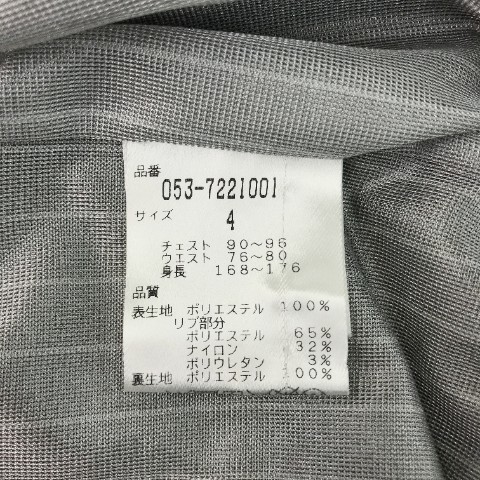 品番
053-7221001
サイズ 4
チェスト 90～96
ウエスト 76～80
身長 168～176
品質
表生地 ポリエステル 100%
リブ部分
ポリエステル 65%
ナイロン 32%
ポリウレタン 3%
裏生地 ポリエステル 100%